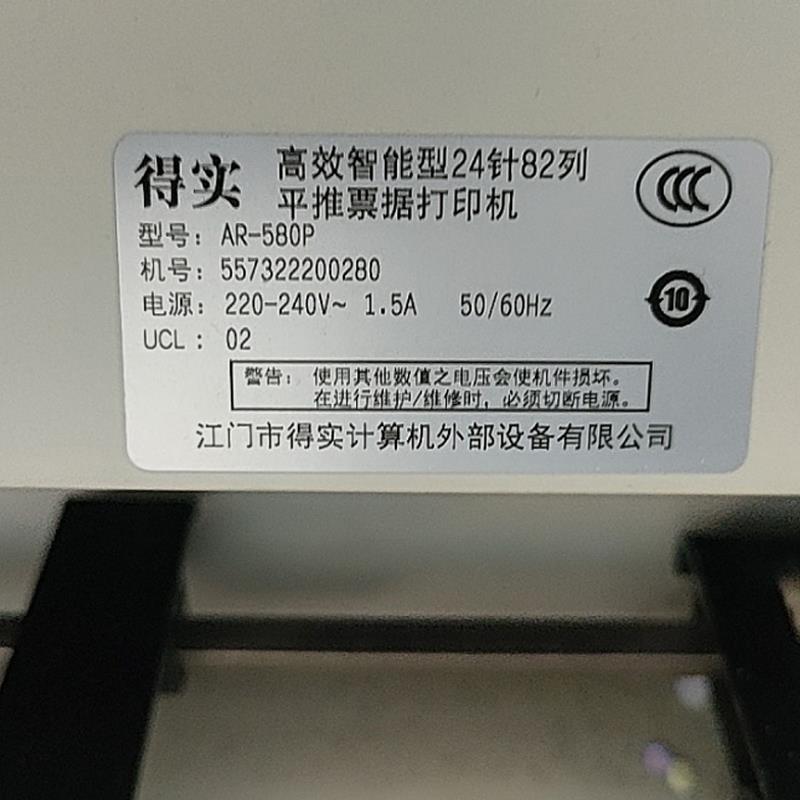 得实 高效智能型24针82列
平推票据打印机
CCC
型号: AR-580P
机号: 557322200280
10
电源: 220-240V~ 1.5A 50/60Hz
UCL: 02
警告: 使用其他数值之电压会使机件损坏。
在进行维护/维修时, 必须切断电源。
江门市得实计算机外部设备有限公司